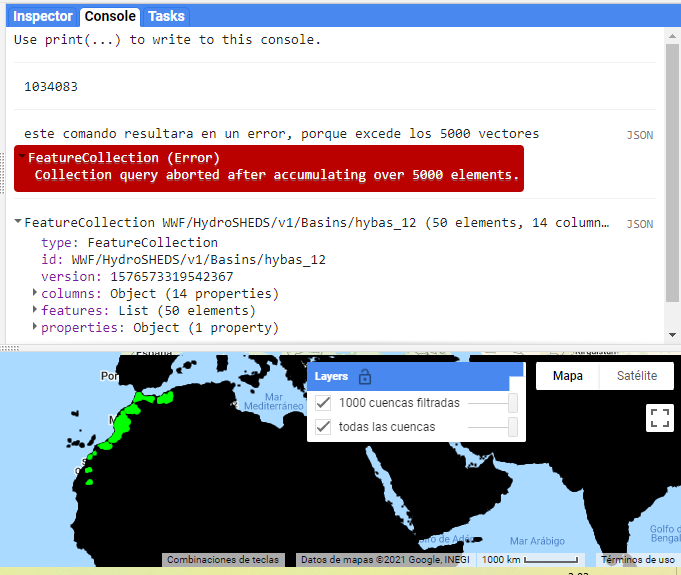 Inspector Console Tasks
Use print(...) to write to this console.
1034083
este comando resultara en un error, porque excede los 5000 vectores JSON
FeatureCollection (Error)
Collection query aborted after accumulating over 5000 elements.
FeatureCollection WWF/HydroSHEDS/v1/Basins/hybas_12 (50 elements, 14 column… JSON
type: FeatureCollection
id: WWF/HydroSHEDS/v1/Basins/hybas_12
version: 1576573319542367
columns: Object (14 properties)
features: List (50 elements)
properties: Object (1 property)
España
Por
Layers
Mapa Satélite
Mar
Mediterráneo
1000 cuencas filtradas
todas las cuencas
M
o
Mar Arábigo
Golfo de
Bengal
Combinaciones de teclas Datos de mapas ©2021 Google, INEGI 1000 km Términos de uso